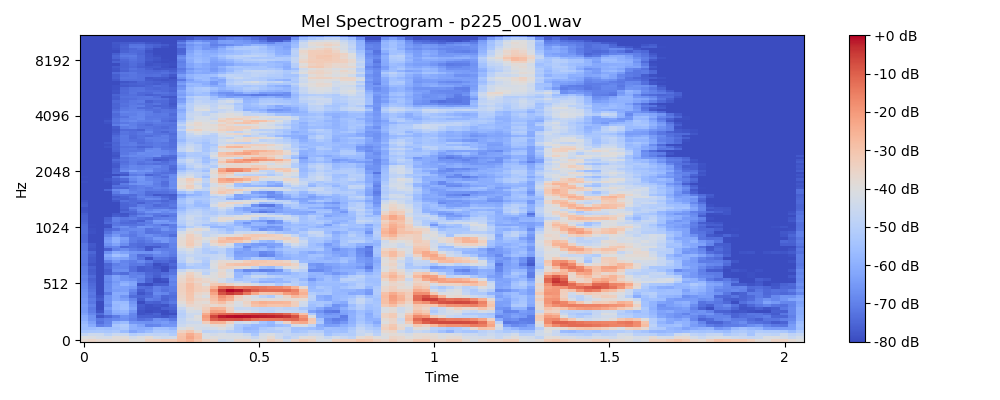 Mel Spectrogram - p225_001.wav
8192
4096
2048
1024
512
0
Hz
0
0.5
1
1.5
2
Time
+0 dB
-10 dB
-20 dB
-30 dB
-40 dB
-50 dB
-60 dB
-70 dB
-80 dB